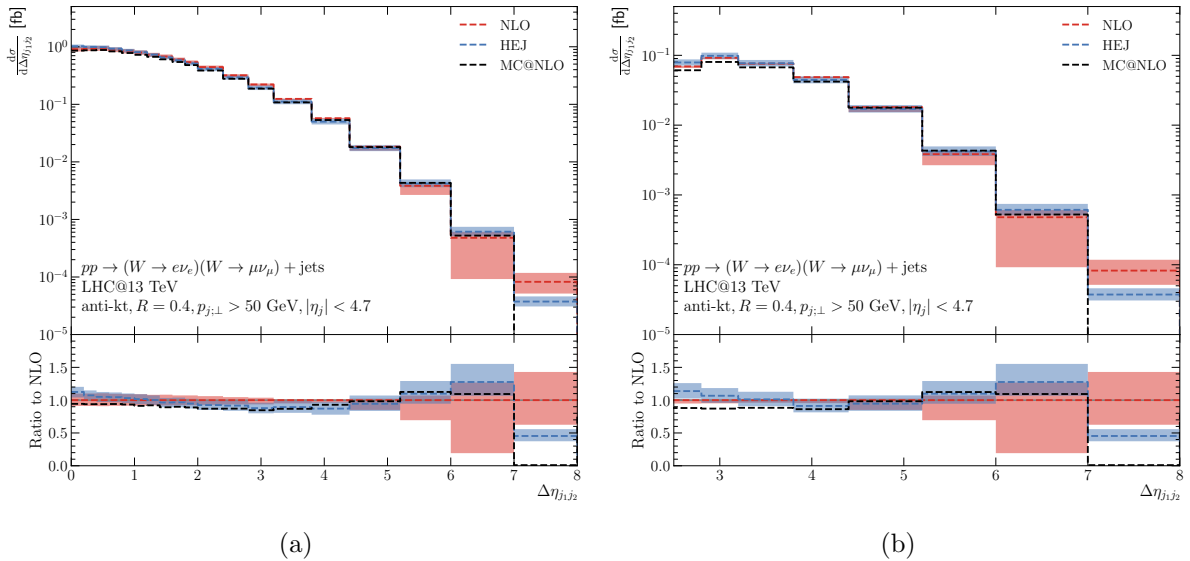 dσ/dΔη_{j₁j₂} [fb]
NLO
HEJ
MC@NLO
10⁰
10⁻¹
10⁻²
10⁻³
10⁻⁴
10⁻⁵
pp → (W → eν_e)(W → μν_μ) + jets
LHC@13 TeV
anti-kt, R = 0.4, p_{j;⊥} > 50 GeV, |η_j| < 4.7
Ratio to NLO
1.5
1.0
0.5
0.0
0 1 2 3 4 5 6 7 8
Δη_{j₁j₂}
(a)
dσ/dΔη_{j₁j₂} [fb]
NLO
HEJ
MC@NLO
10⁻¹
10⁻²
10⁻³
10⁻⁴
10⁻⁵
pp → (W → eν_e)(W → μν_μ) + jets
LHC@13 TeV
anti-kt, R = 0.4, p_{j;⊥} > 50 GeV, |η_j| < 4.7
Ratio to NLO
1.5
1.0
0.5
0.0
3 4 5 6 7 8
Δη_{j₁j₂}
(b)